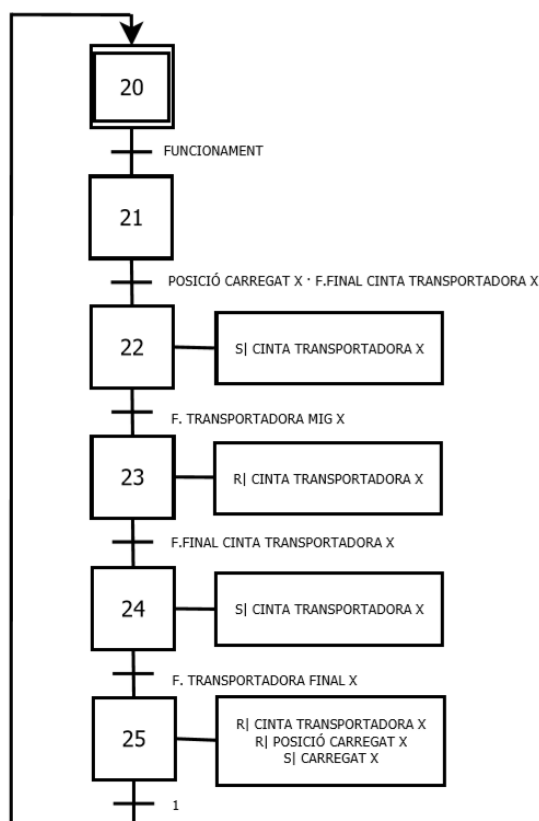 20
FUNCIONAMENT
21
POSICIÓ CARREGAT X · F.FINAL CINTA TRANSPORTADORA X
22
S| CINTA TRANSPORTADORA X
F. TRANSPORTADORA MIG X
23
R| CINTA TRANSPORTADORA X
F.FINAL CINTA TRANSPORTADORA X
24
S| CINTA TRANSPORTADORA X
F. TRANSPORTADORA FINAL X
25
R| CINTA TRANSPORTADORA X
R| POSICIÓ CARREGAT X
S| CARREGAT X
1